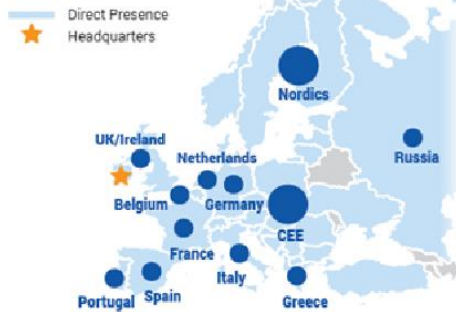 Direct Presence
Headquarters
Nordics
UK/Ireland
Netherlands
Russia
Belgium
Germany
CEE
France
Italy
Portugal
Spain
Greece